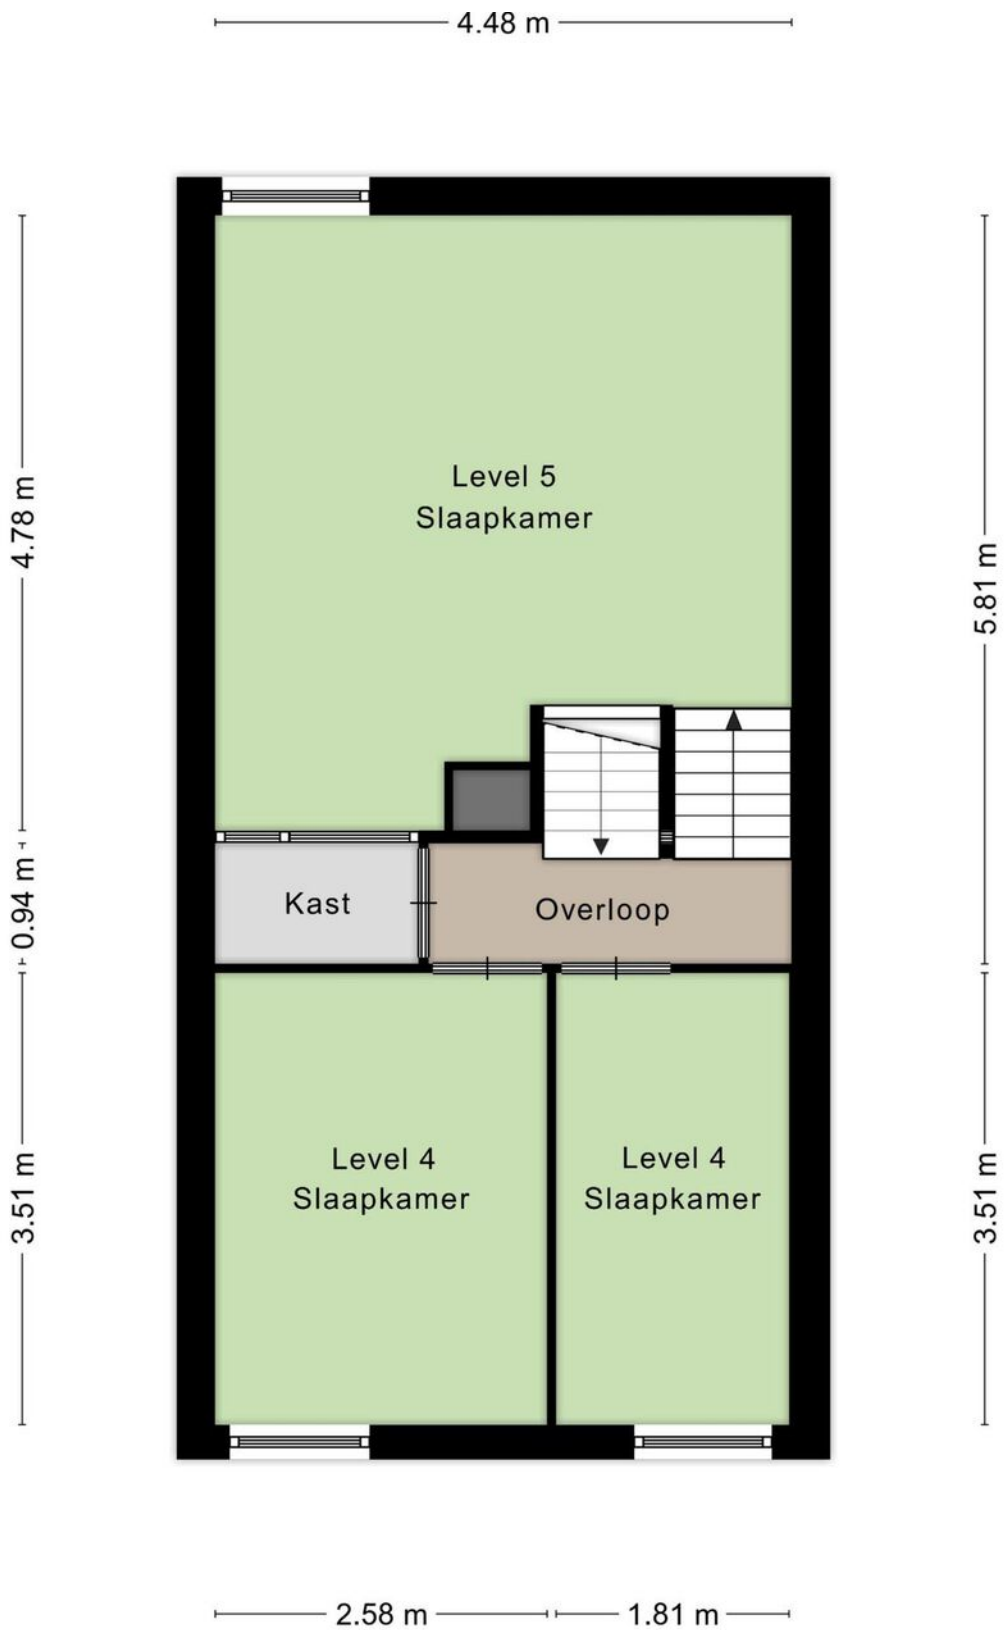 4.48 m
4.78 m
5.81 m
Level 5
Slaapkamer
0.94 m
Kast
Overloop
3.51 m
Level 4
Slaapkamer
Level 4
Slaapkamer
3.51 m
2.58 m
1.81 m